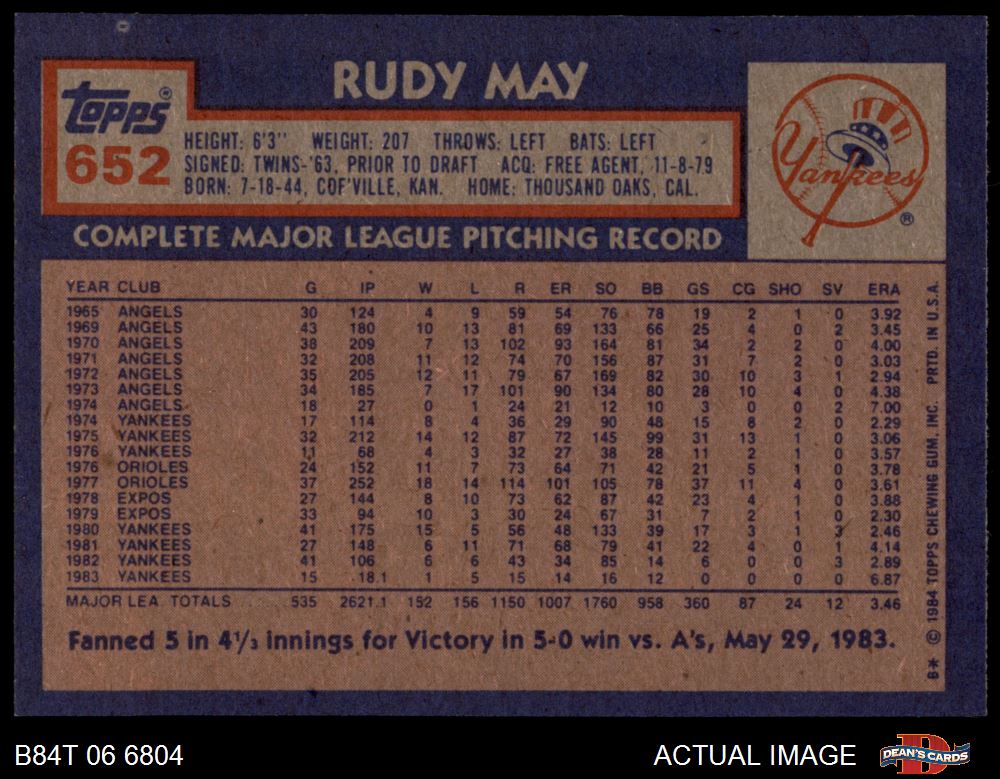 RUDY MAY
TOPPS®
652
HEIGHT: 6'3" WEIGHT: 207 THROWS: LEFT BATS: LEFT
SIGNED: TWINS-'63, PRIOR TO DRAFT ACQ: FREE AGENT, 11-8-79
BORN: 7-18-44, COF'VILLE, KAN. HOME: THOUSAND OAKS, CAL.
Yankees
®
COMPLETE MAJOR LEAGUE PITCHING RECORD
YEAR CLUB G IP W L R ER SO BB GS CG SHO SV ERA
1965 ANGELS 30 124 4 9 59 54 76 78 19 2 1 0 3.92
1969 ANGELS 43 180 10 13 81 69 133 66 25 4 0 2 3.45
1970 ANGELS 38 209 7 13 102 93 164 81 34 2 2 0 4.00
1971 ANGELS 32 208 11 12 74 70 156 87 31 7 2 0 3.03
1972 ANGELS 35 205 12 11 79 67 169 82 30 10 3 1 2.94
1973 ANGELS 34 185 7 17 101 90 134 80 28 10 4 0 4.38
1974 ANGELS 18 27 0 1 24 21 12 10 3 0 0 2 7.00
1974 YANKEES 17 114 8 4 36 29 90 48 15 8 2 0 2.29
1975 YANKEES 32 212 14 12 87 72 145 99 31 13 1 0 3.06
1976 YANKEES 11 68 4 3 32 27 38 28 11 2 1 0 3.57
1976 ORIOLES 24 152 11 7 73 64 71 42 21 5 1 0 3.78
1977 ORIOLES 37 252 18 14 114 101 105 78 37 11 4 0 3.61
1978 EXPOS 27 144 8 10 73 62 87 42 23 4 1 0 3.88
1979 EXPOS 33 94 10 3 30 24 67 31 7 2 1 0 2.30
1980 YANKEES 41 175 15 5 56 48 133 39 17 3 1 3 2.46
1981 YANKEES 27 148 6 11 71 68 79 41 22 4 0 1 4.14
1982 YANKEES 41 106 6 6 43 34 85 14 6 0 0 3 2.89
1983 YANKEES 15 18.1 1 5 15 14 16 12 0 0 0 0 6.87
MAJOR LEA. TOTALS 535 2621.1 152 156 1150 1007 1760 958 360 87 24 12 3.46
Fanned 5 in 4⅓ innings for Victory in 5-0 win vs. A's, May 29, 1983.
6* © 1984 TOPPS CHEWING GUM, INC. PRTD. IN U.S.A.
B84T 06 6804
ACTUAL IMAGE
D
DEAN'S CARDS